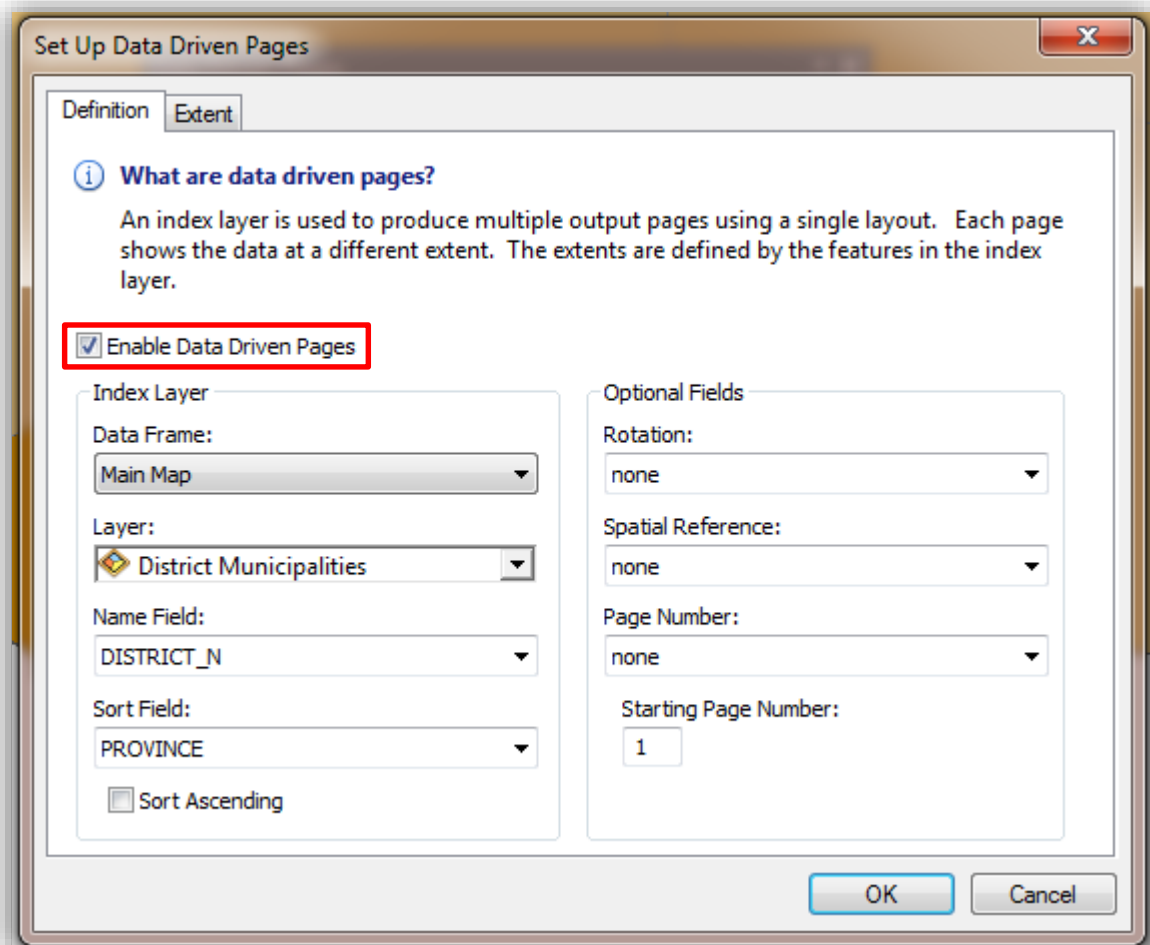 Set Up Data Driven Pages
Definition
Extent
What are data driven pages?
An index layer is used to produce multiple output pages using a single layout. Each page
shows the data at a different extent. The extents are defined by the features in the index
layer.
Enable Data Driven Pages
Index Layer
Data Frame:
Main Map
Layer:
District Municipalities
Name Field:
DISTRICT_N
Sort Field:
PROVINCE
Sort Ascending
Optional Fields
Rotation:
none
Spatial Reference:
none
Page Number:
none
Starting Page Number:
1
OK
Cancel